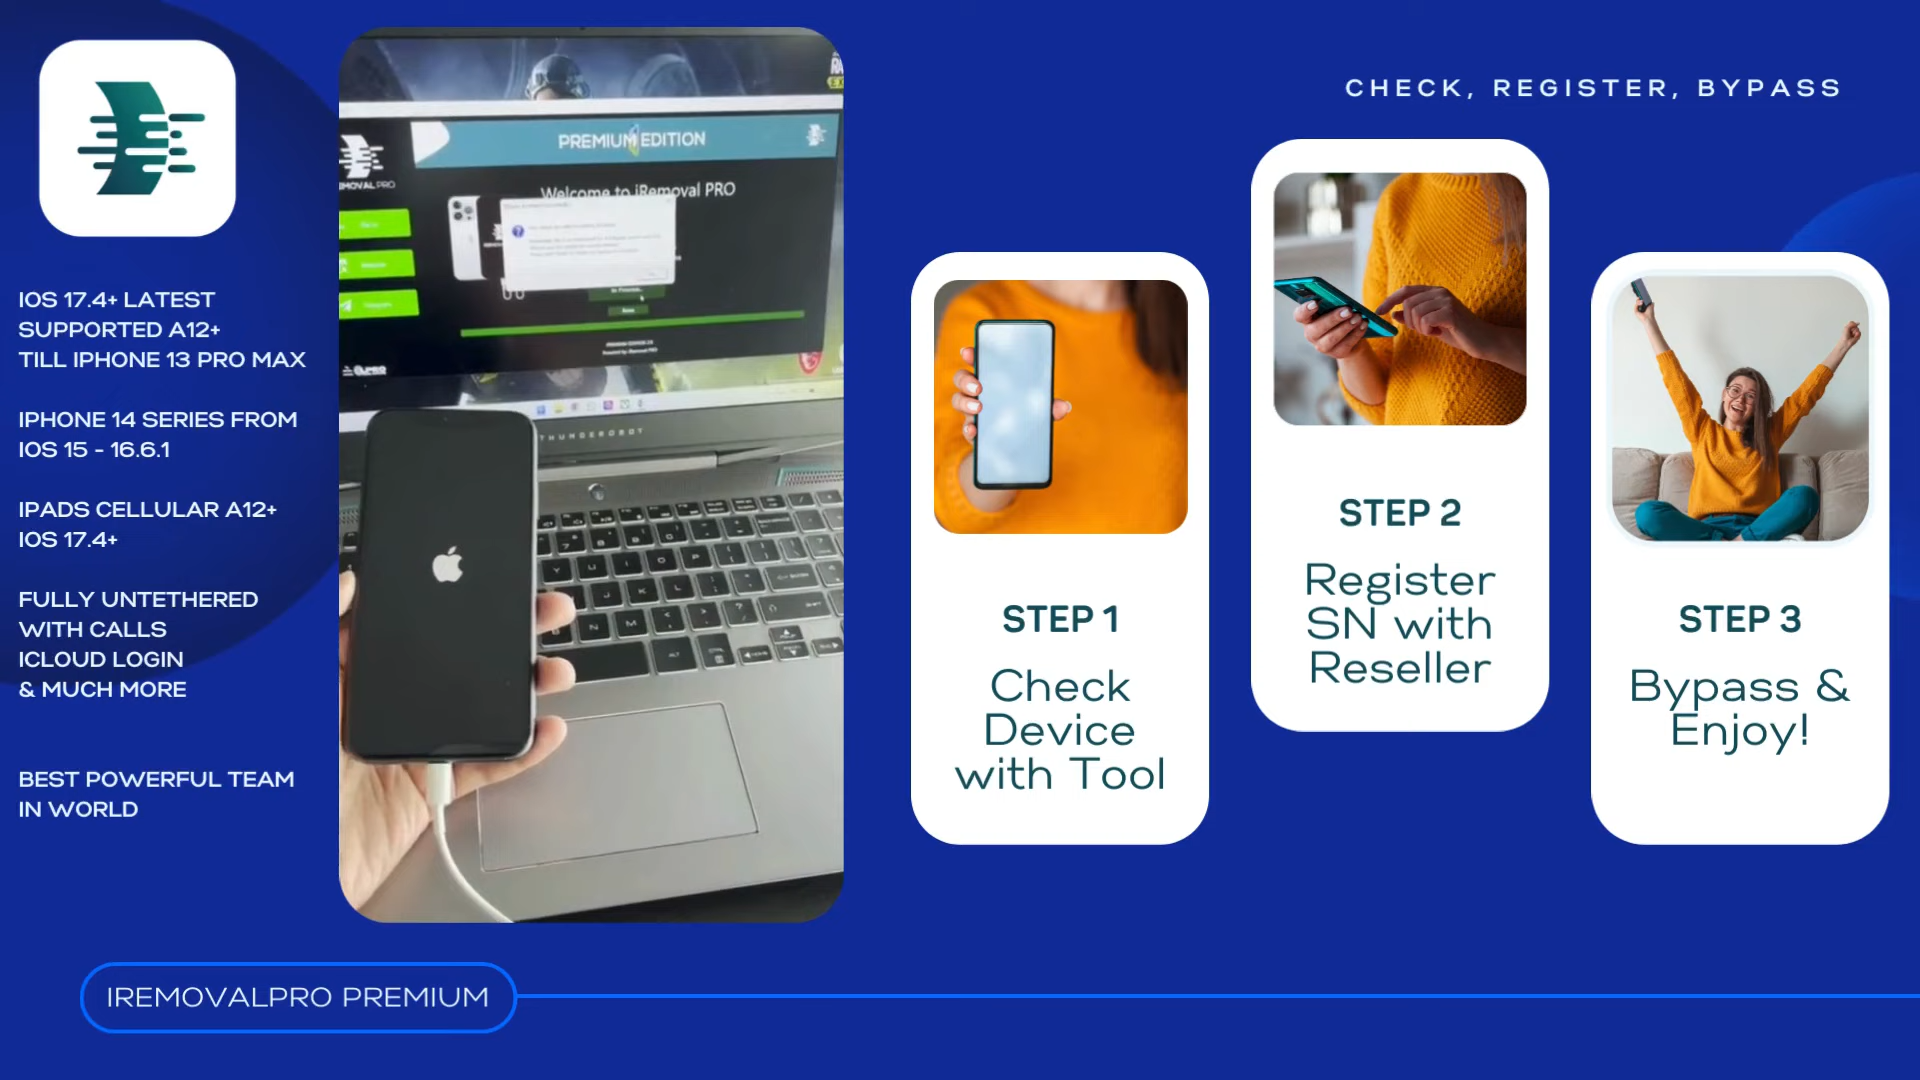 IOS 17.4+ LATEST
SUPPORTED A12+
TILL IPHONE 13 PRO MAX
IPHONE 14 SERIES FROM
IOS 15 - 16.6.1
IPADS CELLULAR A12+
IOS 17.4+
FULLY UNTETHERED
WITH CALLS
ICLOUD LOGIN
& MUCH MORE
BEST POWERFUL TEAM
IN WORLD
PREMIUM EDITION
Welcome to iRemoval PRO
THUNDEROBOT
CHECK, REGISTER, BYPASS
STEP 1
Check
Device
with Tool
STEP 2
Register
SN with
Reseller
STEP 3
Bypass &
Enjoy!
IREMOVALPRO PREMIUM